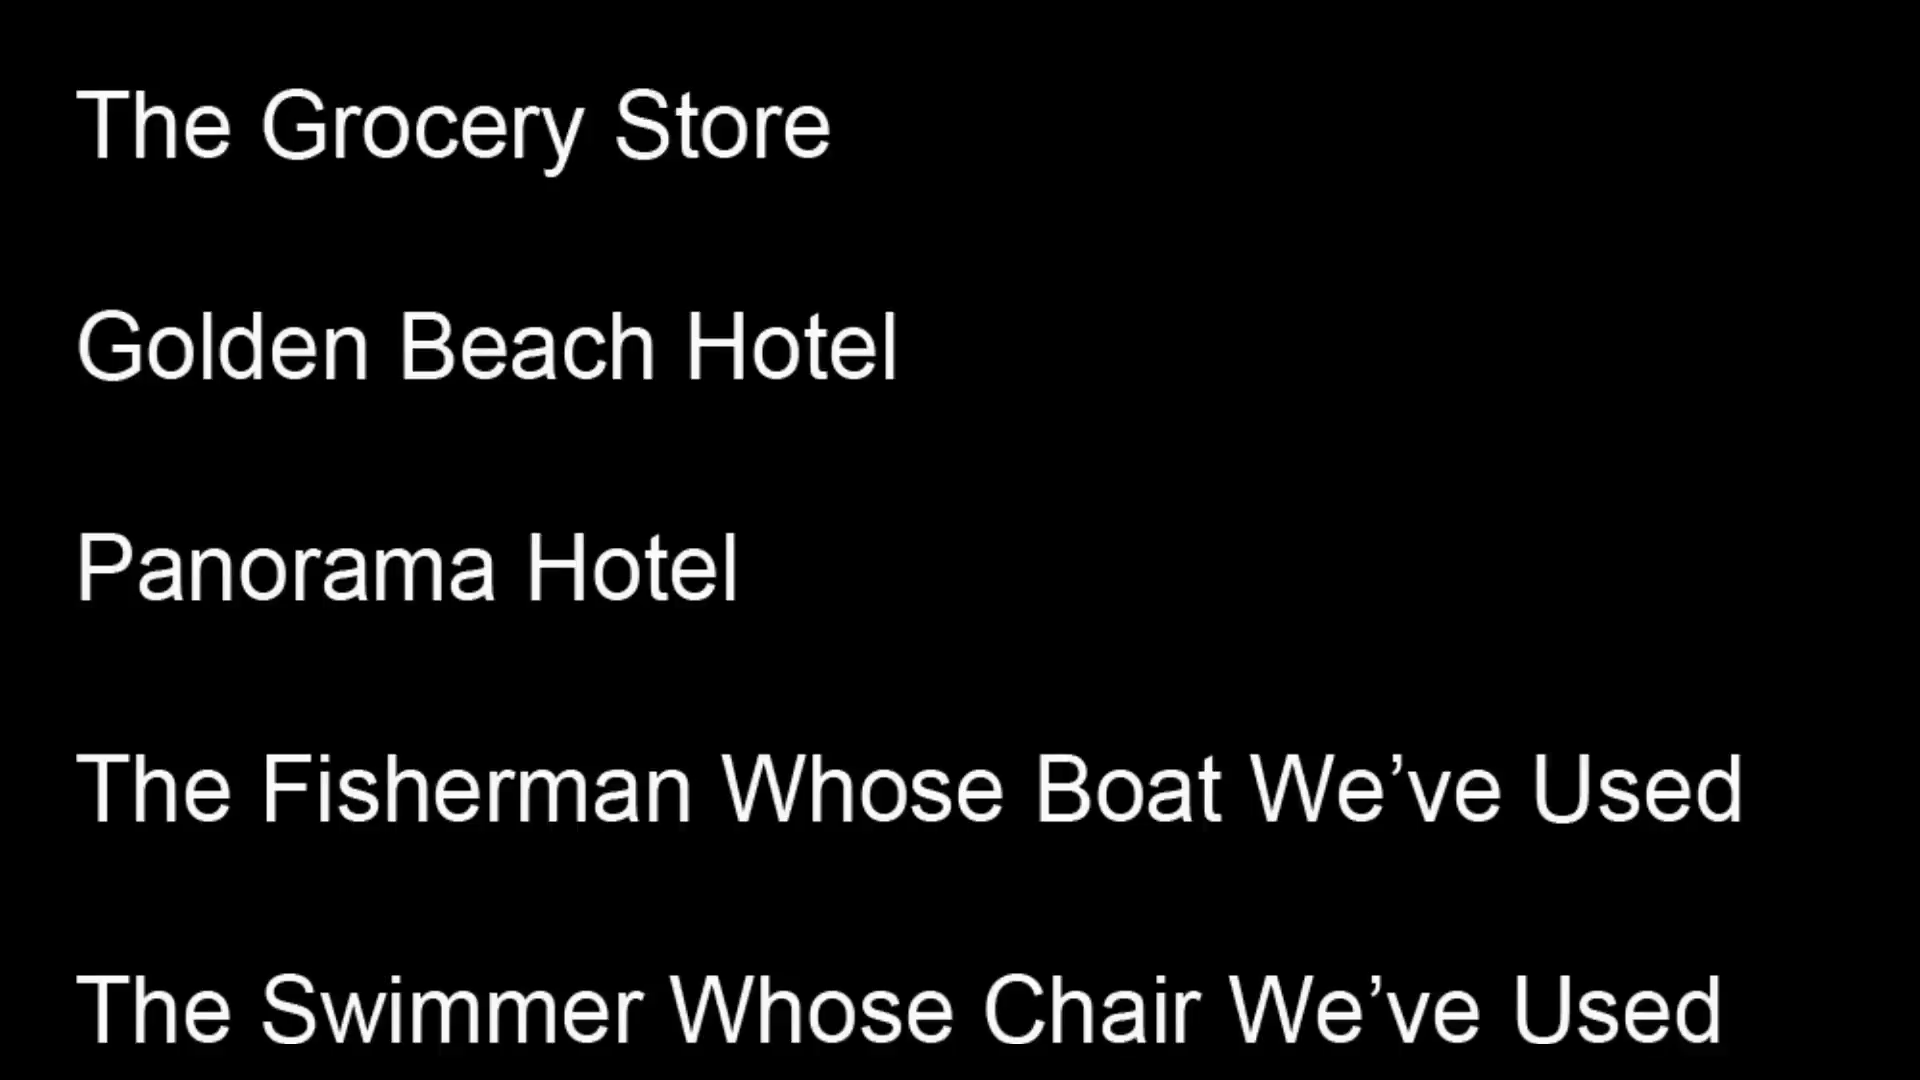 The Grocery Store
Golden Beach Hotel
Panorama Hotel
The Fisherman Whose Boat We’ve Used
The Swimmer Whose Chair We’ve Used